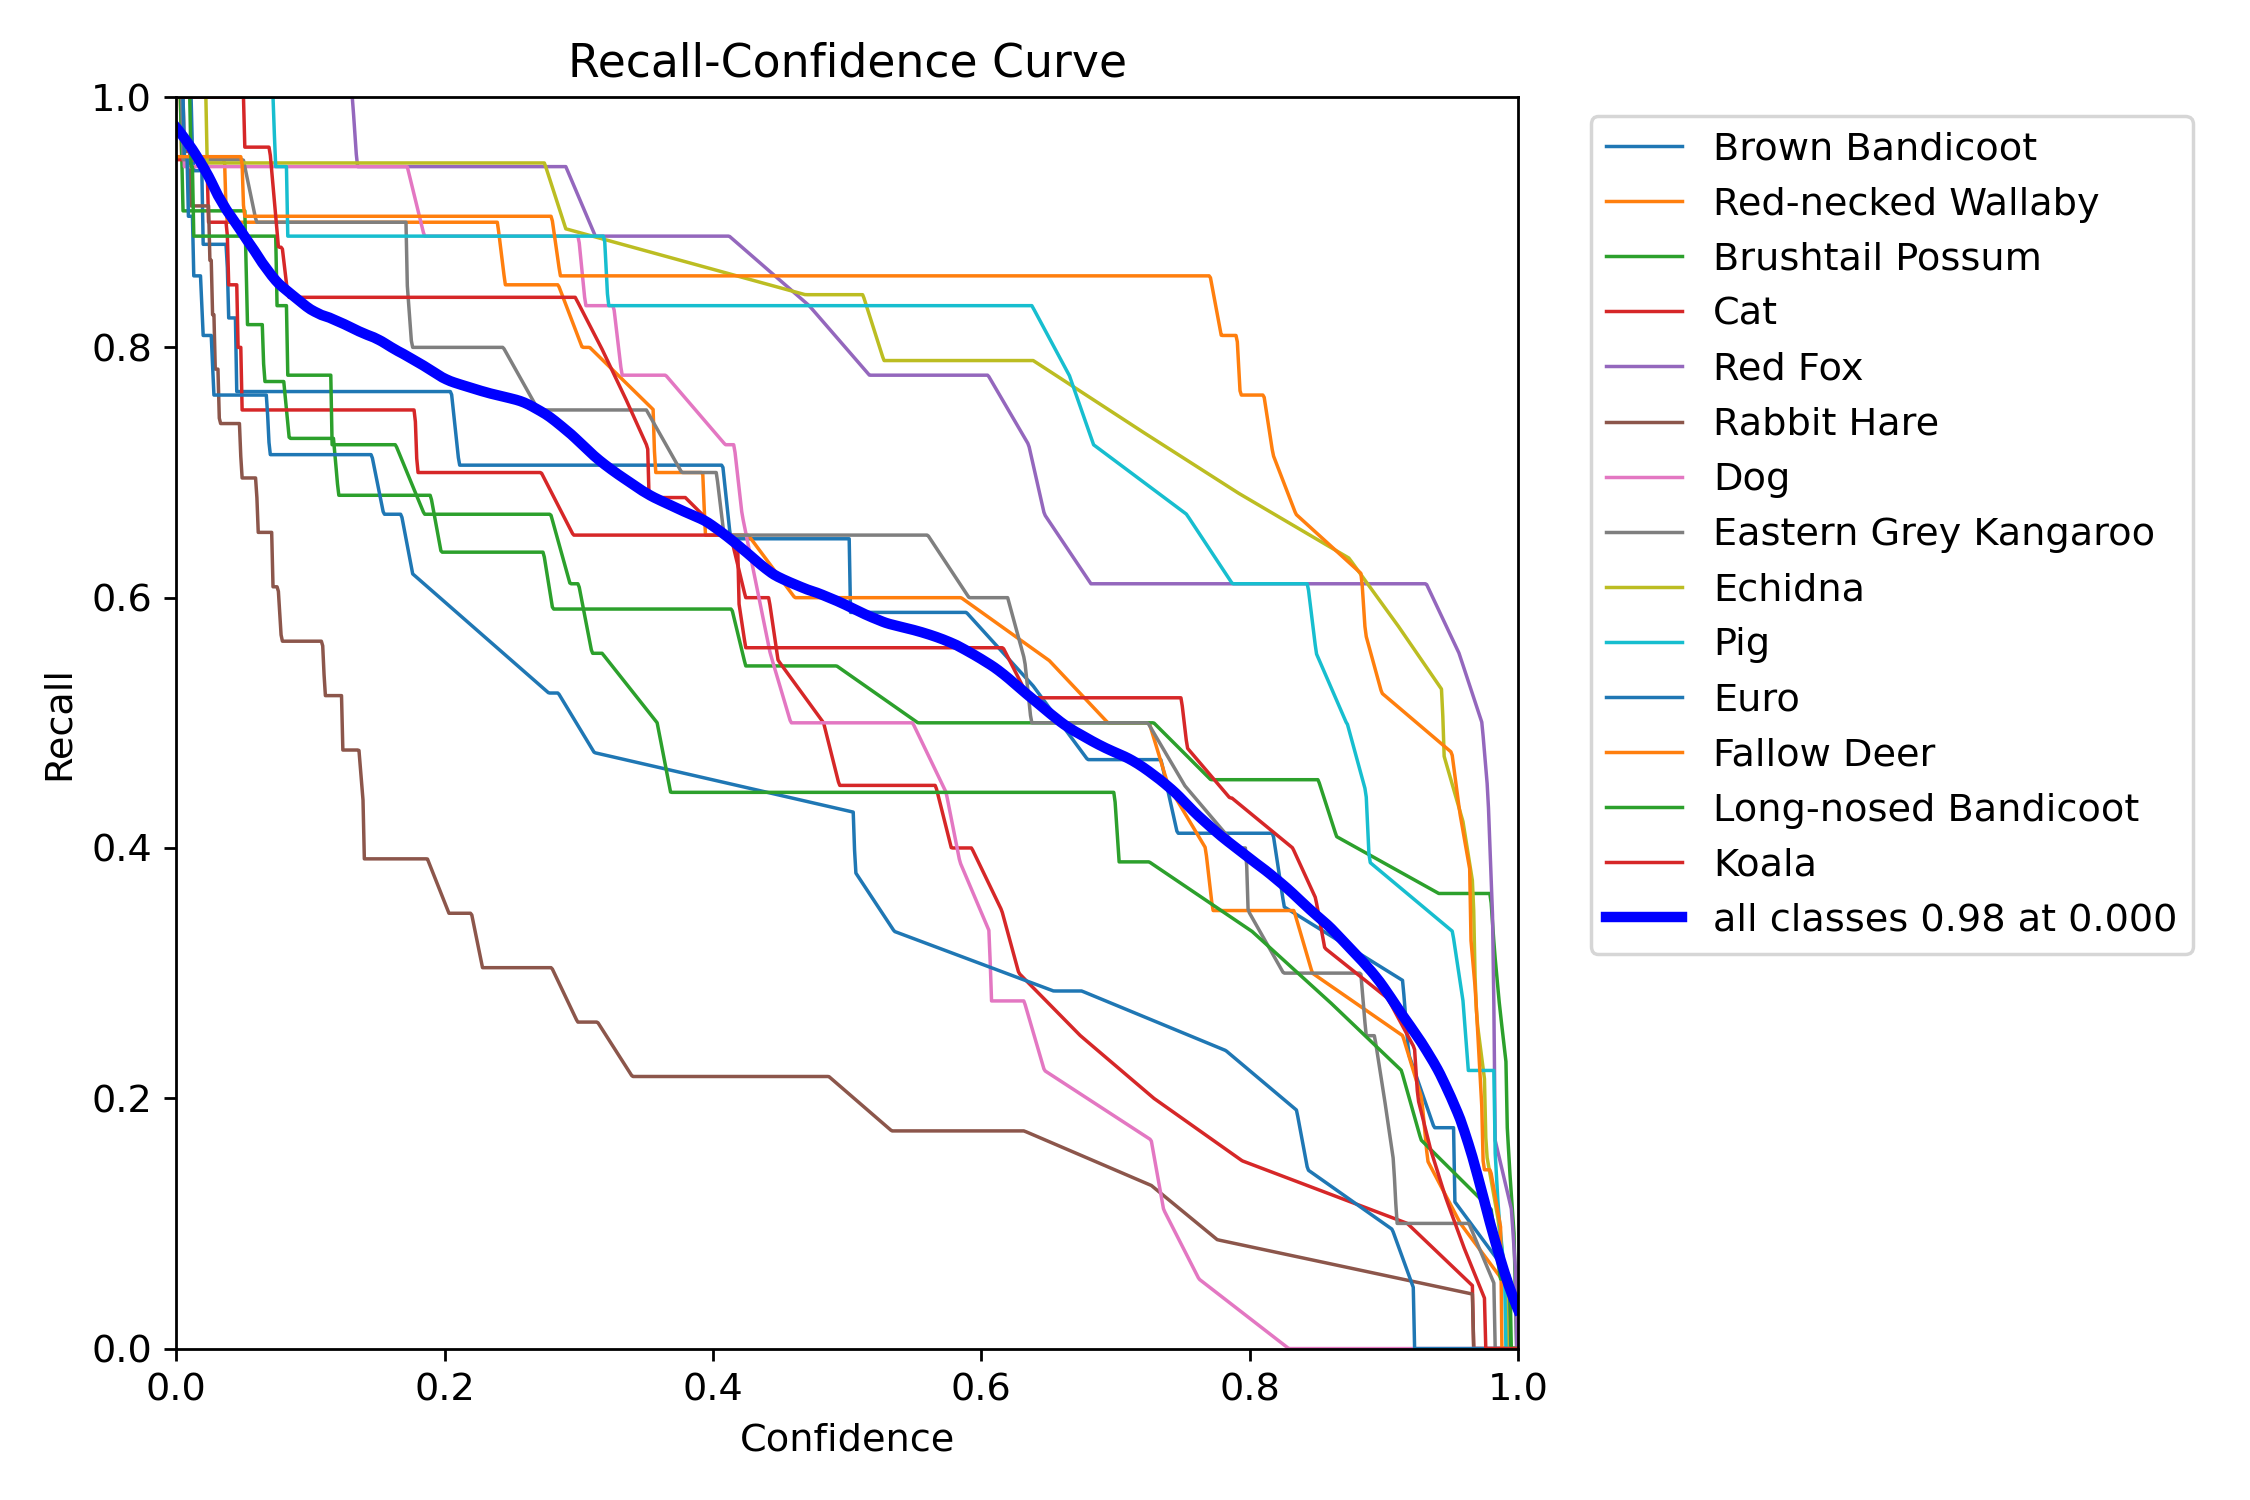 Recall-Confidence Curve
1.0
0.8
0.6
0.4
0.2
0.0
Recall
0.0 0.2 0.4 0.6 0.8 1.0
Confidence
Brown Bandicoot
Red-necked Wallaby
Brushtail Possum
Cat
Red Fox
Rabbit Hare
Dog
Eastern Grey Kangaroo
Echidna
Pig
Euro
Fallow Deer
Long-nosed Bandicoot
Koala
all classes 0.98 at 0.000